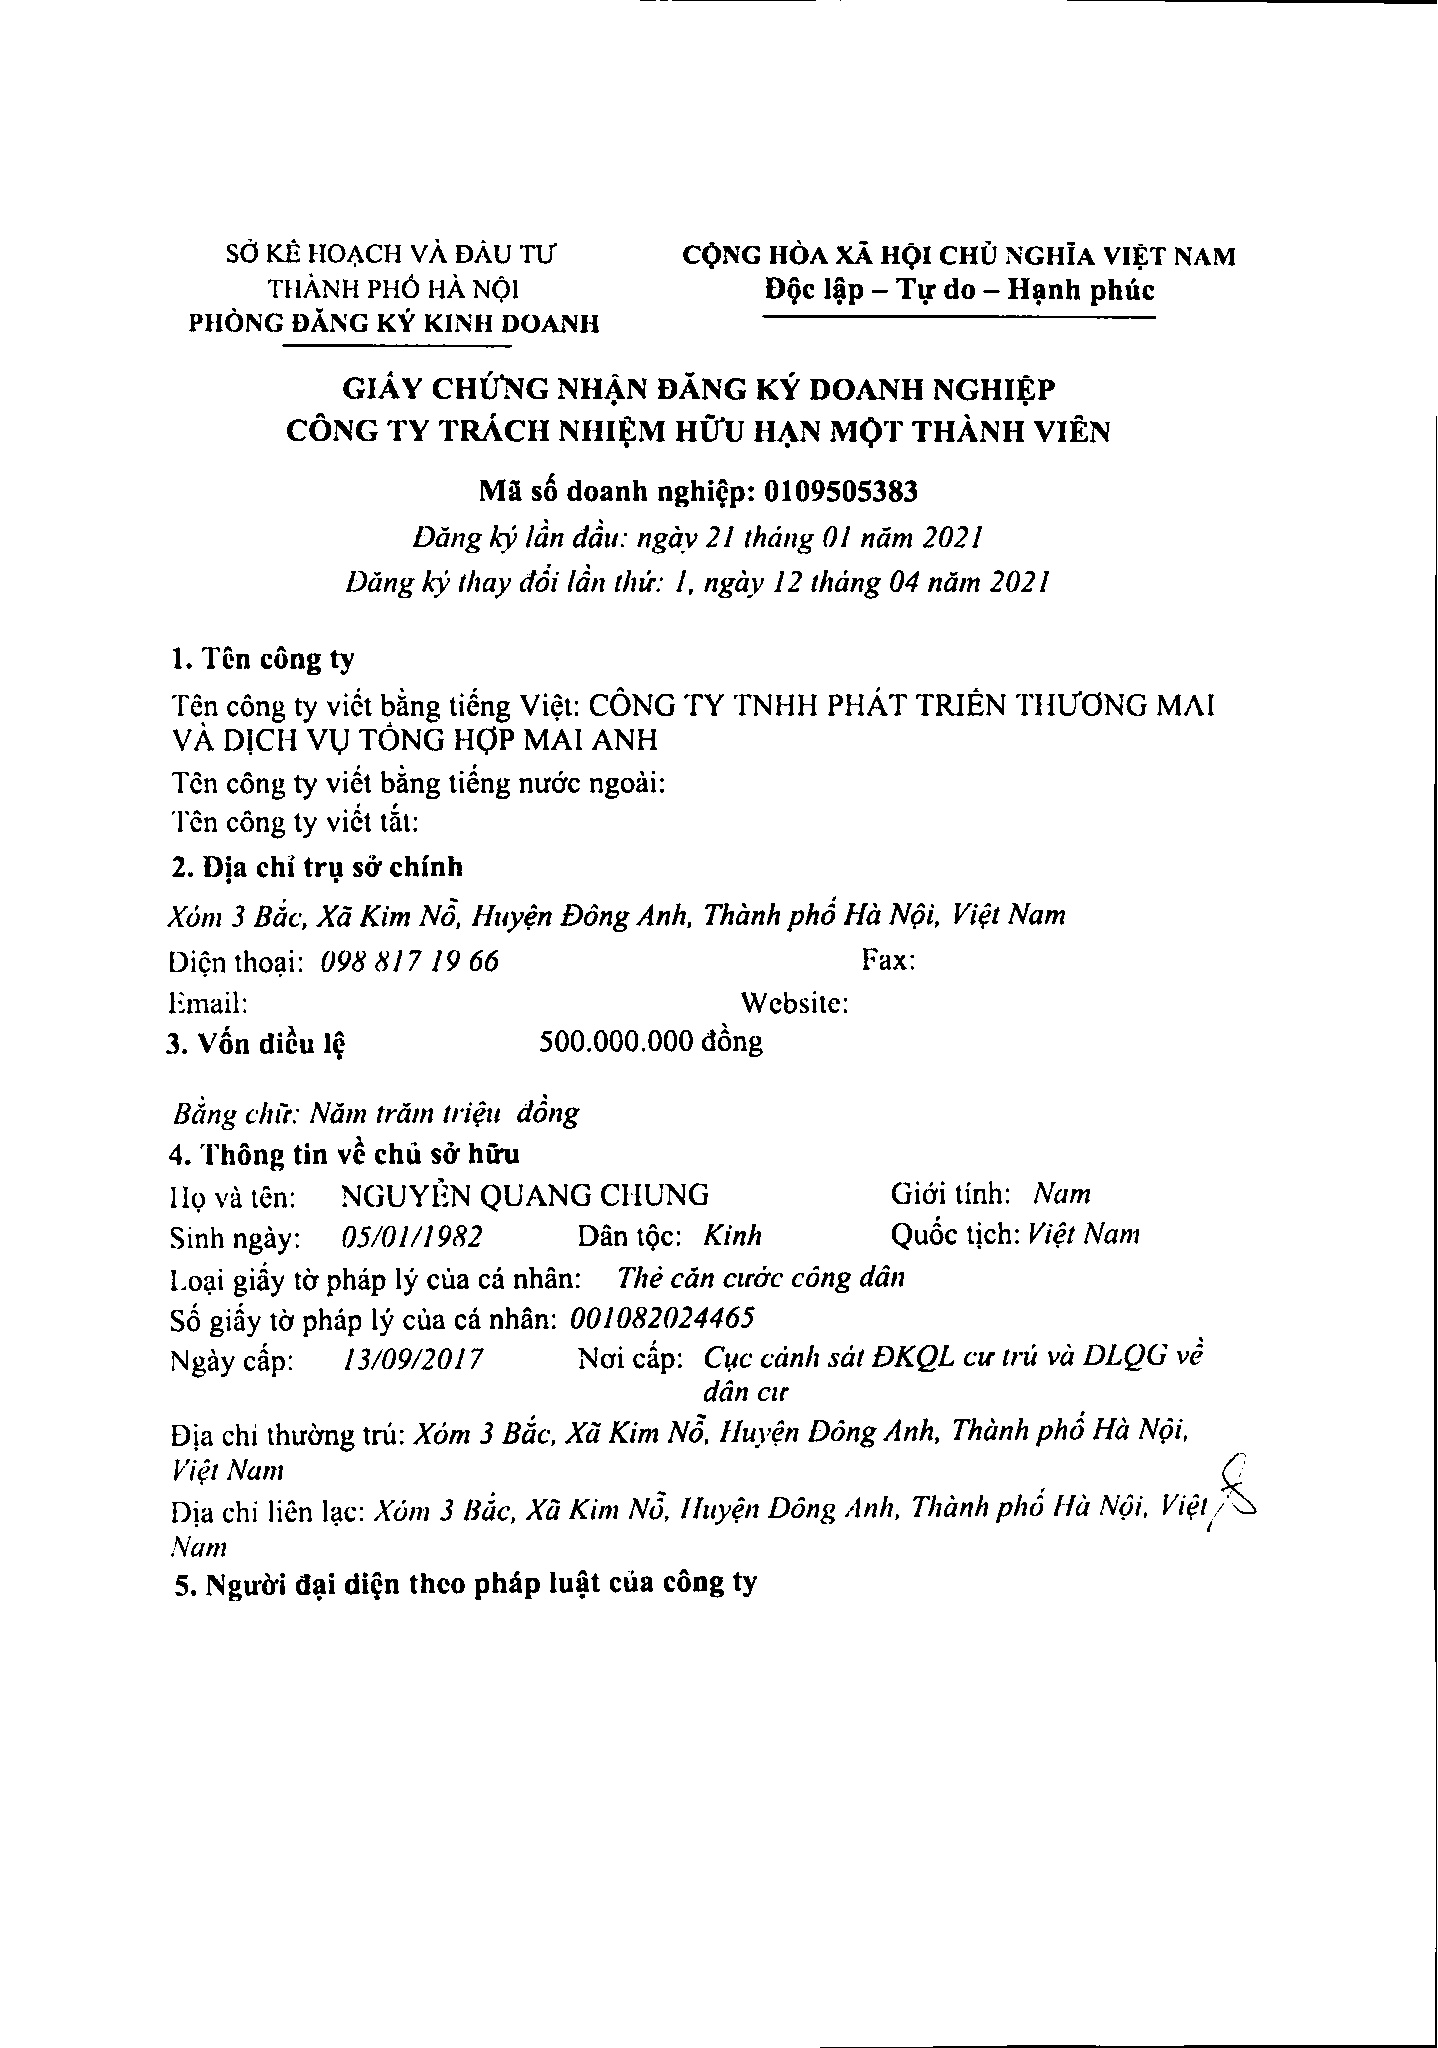 SỞ KẾ HOẠCH VÀ ĐẦU TƯ
THÀNH PHỐ HÀ NỘI
PHÒNG ĐĂNG KÝ KINH DOANH
CỘNG HÒA XÃ HỘI CHỦ NGHĨA VIỆT NAM
Độc lập – Tự do – Hạnh phúc
GIẤY CHỨNG NHẬN ĐĂNG KÝ DOANH NGHIỆP
CÔNG TY TRÁCH NHIỆM HỮU HẠN MỘT THÀNH VIÊN
Mã số doanh nghiệp: 0109505383
Đăng ký lần đầu: ngày 21 tháng 01 năm 2021
Đăng ký thay đổi lần thứ: 1, ngày 12 tháng 04 năm 2021
1. Tên công ty
Tên công ty viết bằng tiếng Việt: CÔNG TY TNHH PHÁT TRIỂN THƯƠNG MAI
VÀ DỊCH VỤ TỔNG HỢP MAI ANH
Tên công ty viết bằng tiếng nước ngoài:
Tên công ty viết tắt:
2. Địa chỉ trụ sở chính
Xóm 3 Bắc, Xã Kim Nỗ, Huyện Đông Anh, Thành phố Hà Nội, Việt Nam
Điện thoại: 098 817 19 66 Fax:
Email: Website:
3. Vốn điều lệ 500.000.000 đồng
Bằng chữ: Năm trăm triệu đồng
4. Thông tin về chủ sở hữu
Họ và tên: NGUYỄN QUANG CHUNG Giới tính: Nam
Sinh ngày: 05/01/1982 Dân tộc: Kinh Quốc tịch: Việt Nam
Loại giấy tờ pháp lý của cá nhân: Thẻ căn cước công dân
Số giấy tờ pháp lý của cá nhân: 001082024465
Ngày cấp: 13/09/2017 Nơi cấp: Cục cảnh sát ĐKQL cư trú và DLQG về
dân cư
Địa chỉ thường trú: Xóm 3 Bắc, Xã Kim Nỗ, Huyện Đông Anh, Thành phố Hà Nội,
Việt Nam
Địa chỉ liên lạc: Xóm 3 Bắc, Xã Kim Nỗ, Huyện Đông Anh, Thành phố Hà Nội, Việt
Nam
5. Người đại diện theo pháp luật của công ty